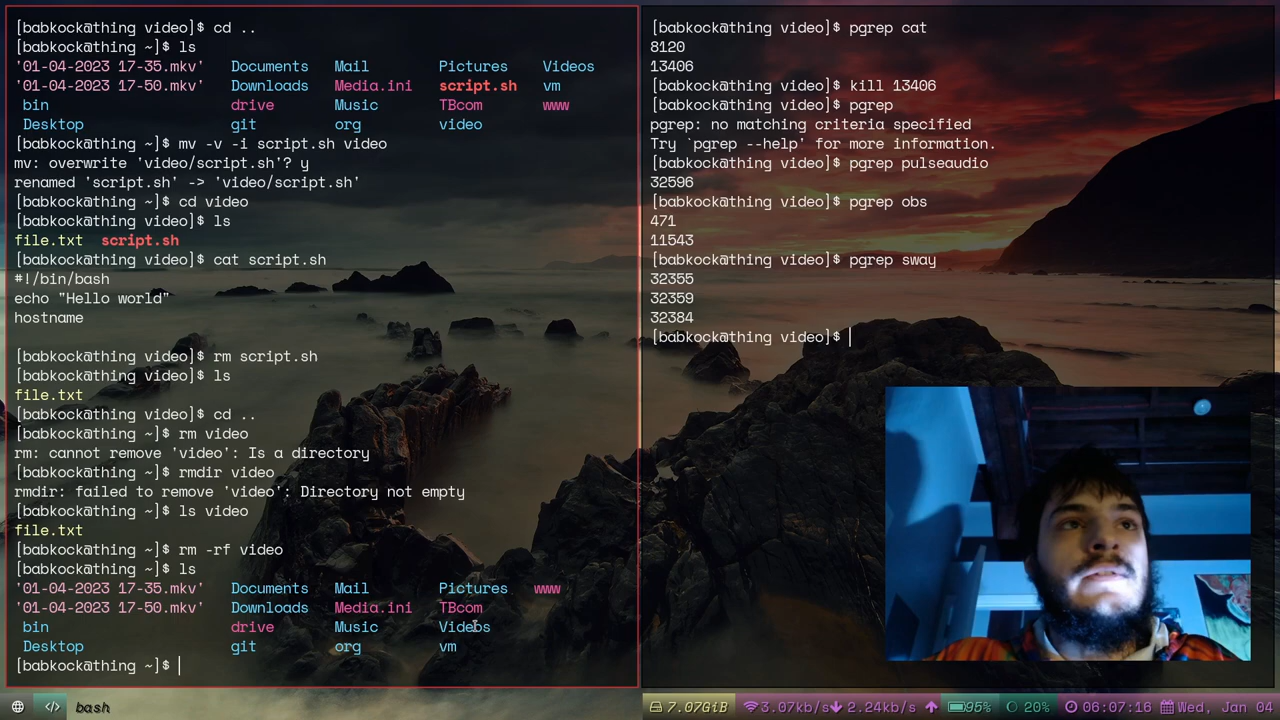 [babkock@thing video]$ cd ..
[babkock@thing ~]$ ls
'01-04-2023 17-35.mkv'   Documents   Mail        Pictures    Videos
'01-04-2023 17-50.mkv'   Downloads   Media.ini   script.sh   vm
 bin                     drive       Music       TBcom       www
 Desktop                 git         org         video
[babkock@thing ~]$ mv -v -i script.sh video
mv: overwrite 'video/script.sh'? y
renamed 'script.sh' -> 'video/script.sh'
[babkock@thing ~]$ cd video
[babkock@thing video]$ ls
file.txt  script.sh
[babkock@thing video]$ cat script.sh
#!/bin/bash
echo "Hello world"
hostname
[babkock@thing video]$ rm script.sh
[babkock@thing video]$ ls
file.txt
[babkock@thing video]$ cd ..
[babkock@thing ~]$ rm video
rm: cannot remove 'video': Is a directory
[babkock@thing ~]$ rmdir video
rmdir: failed to remove 'video': Directory not empty
[babkock@thing ~]$ ls video
file.txt
[babkock@thing ~]$ rm -rf video
[babkock@thing ~]$ ls
'01-04-2023 17-35.mkv'   Documents   Mail        Pictures   www
'01-04-2023 17-50.mkv'   Downloads   Media.ini   TBcom
 bin                     drive       Music       Videos
 Desktop                 git         org         vm
[babkock@thing ~]$
[babkock@thing video]$ pgrep cat
8120
13406
[babkock@thing video]$ kill 13406
[babkock@thing video]$ pgrep
pgrep: no matching criteria specified
Try `pgrep --help' for more information.
[babkock@thing video]$ pgrep pulseaudio
32596
[babkock@thing video]$ pgrep obs
471
11543
[babkock@thing video]$ pgrep sway
32355
32359
32384
[babkock@thing video]$
</> bash 7.07GiB 3.07kb/s 2.24kb/s 95% 20% 06:07:16 Wed, Jan 04